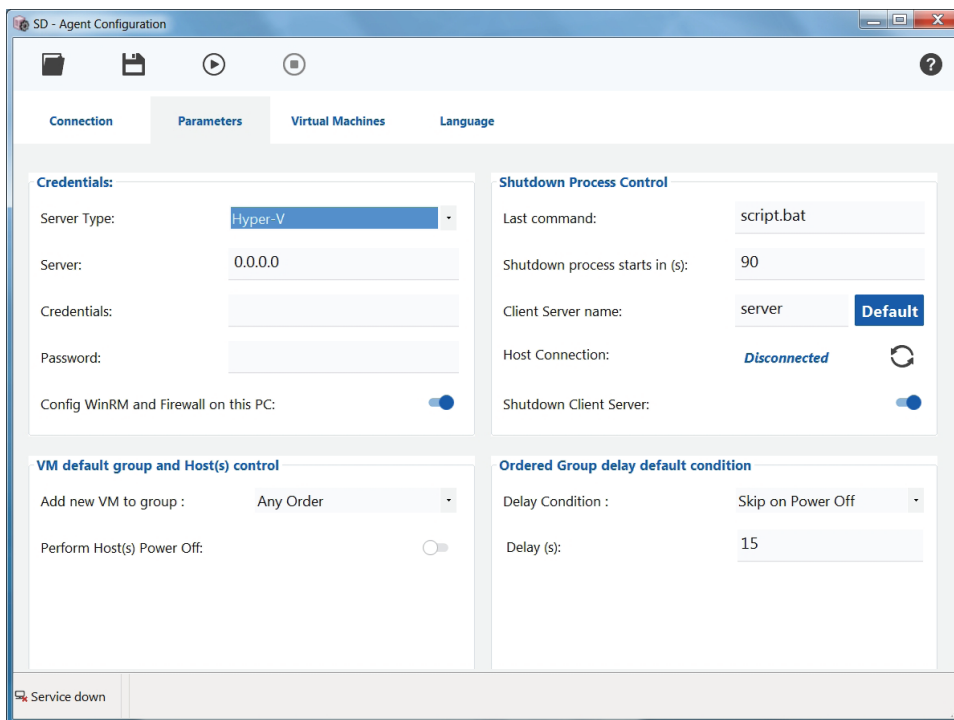 SD - Agent Configuration
Connection Parameters Virtual Machines Language
Credentials:
Server Type: Hyper-V
Server: 0.0.0.0
Credentials:
Password:
Config WinRM and Firewall on this PC:
Shutdown Process Control
Last command: script.bat
Shutdown process starts in (s): 90
Client Server name: server Default
Host Connection: Disconnected
Shutdown Client Server:
VM default group and Host(s) control
Add new VM to group : Any Order
Perform Host(s) Power Off:
Ordered Group delay default condition
Delay Condition : Skip on Power Off
Delay (s): 15
Service down